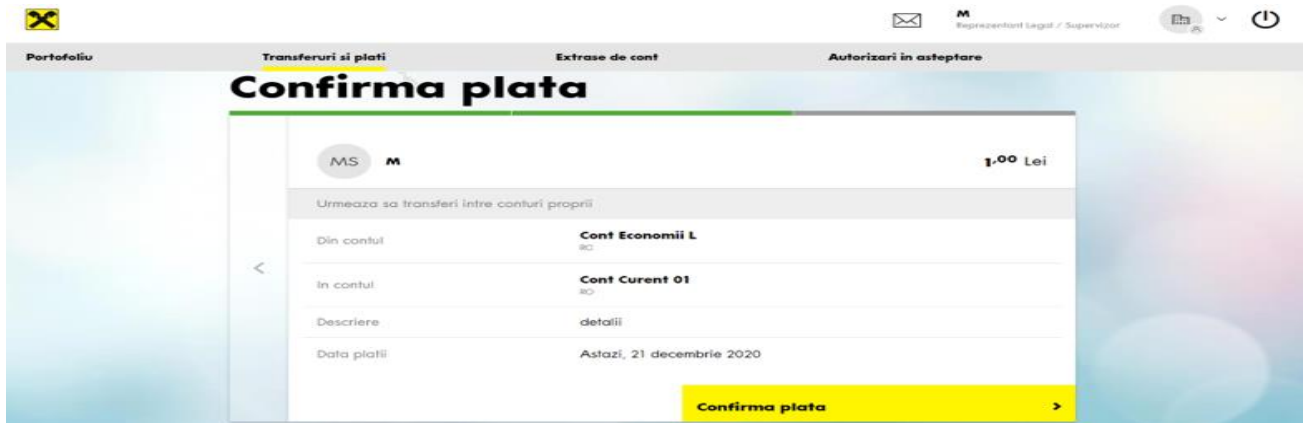 M
Reprezentant Legal / Supervizor
Portofoliu Transferuri si plati Extrase de cont Autorizari in asteptare
Confirma plata
MS M 1,00 Lei
Urmeaza sa transferi intre conturi proprii
Din contul Cont Economii L
RO
In contul Cont Curent 01
RO
Descriere detalii
Data platii Astazi, 21 decembrie 2020
Confirma plata